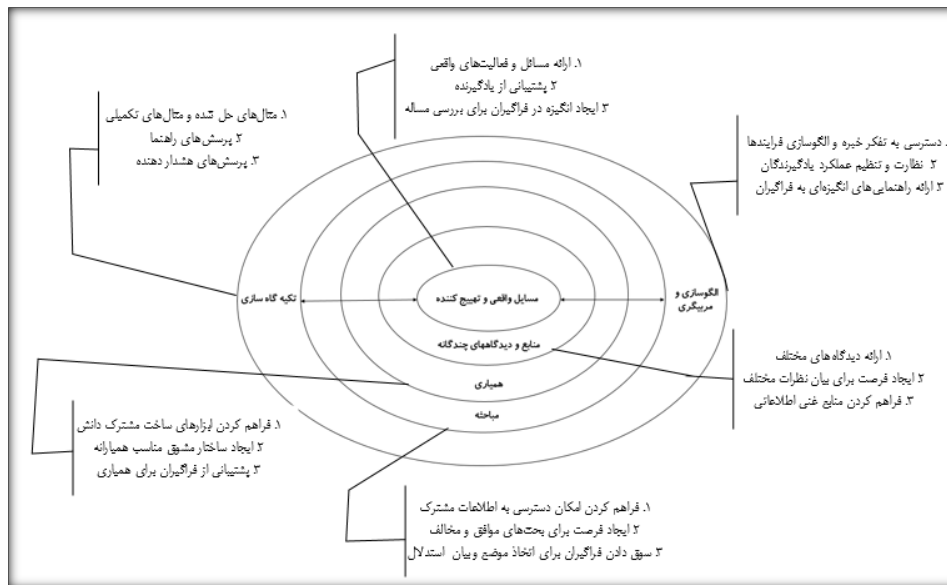 ۱. ارائه مسائل و فعالیت‌های واقعی
۲ پشتیبانی از یادگیرنده
۳ ایجاد انگیزه در فراگیران برای بررسی مساله
۱. مثال‌های حل شده و مثال‌های تکمیلی
۲ پرسش‌های راهنما
۳. پرسش‌های هشدار دهنده
۱. دسترسی به تفکر خبره و الگوسازی فرایندها
۲ نظارت و تنظیم عملکرد یادگیرندگان
۳ ارائه راهنمایی‌های انگیزه‌ای به فراگیران
الگوسازی و
مربیگری
مسایل واقعی و تهییج کننده
تکیه گاه سازی
منابع و دیدگاههای چندگانه
همیاری
مباحثه
۱. ارائه دیدگاه‌های مختلف
۲ ایجاد فرصت برای بیان نظرات مختلف
۳. فراهم کردن منابع غنی اطلاعاتی
۱. فراهم کردن ابزارهای ساخت مشترک دانش
۲ ایجاد ساختار مشوق مناسب همیارانه
۳ پشتیبانی از فراگیران برای همیاری
۱. فراهم کردن امکان دسترسی به اطلاعات مشترک
۲ ایجاد فرصت برای بحث‌های موافق و مخالف
۳ سوق دادن فراگیران برای اتخاذ موضع و بیان استدلال